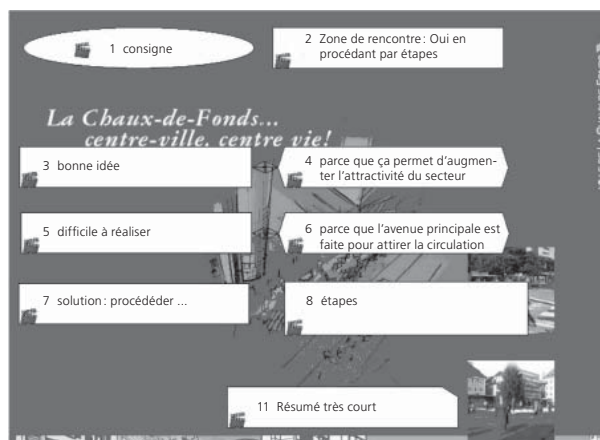 1 consigne
2 Zone de rencontre : Oui en
procédant par étapes
La Chaux-de-Fonds...
centre-ville, centre vie!
3 bonne idée
4 parce que ça permet d'augmen-
ter l'attractivité du secteur
5 difficile à réaliser
6 parce que l'avenue principale est
faite pour attirer la circulation
7 solution : procédéder ...
8 étapes
11 Résumé très court